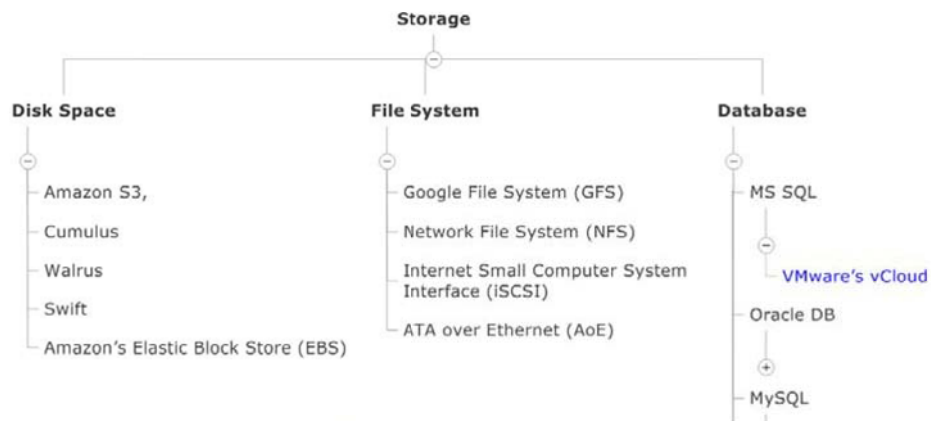 Storage
Disk Space
File System
Database
Amazon S3,
Cumulus
Walrus
Swift
Amazon’s Elastic Block Store (EBS)
Google File System (GFS)
Network File System (NFS)
Internet Small Computer System
Interface (iSCSI)
ATA over Ethernet (AoE)
MS SQL
VMware’s vCloud
Oracle DB
MySQL